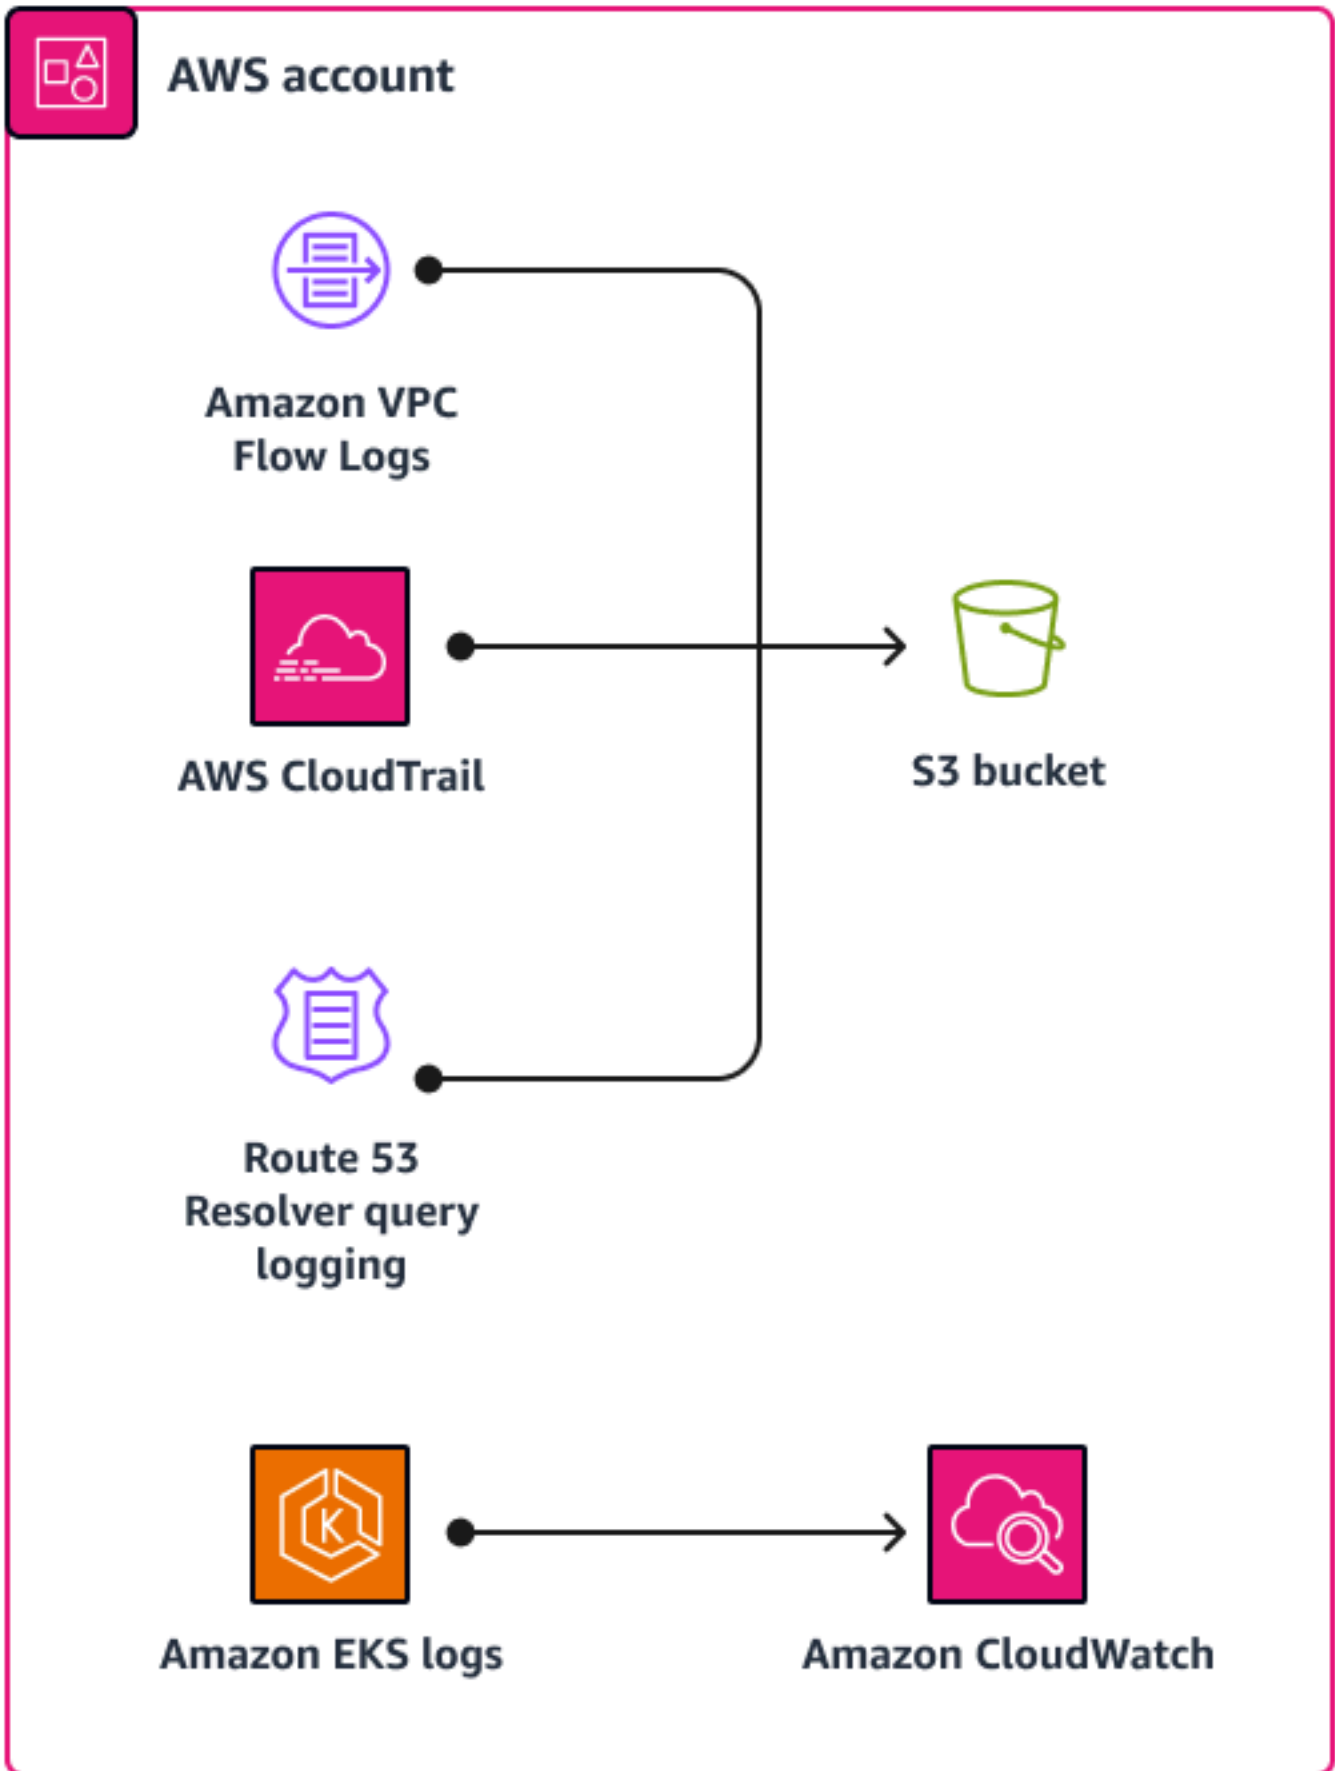 AWS account
Amazon VPC
Flow Logs
AWS CloudTrail
S3 bucket
Route 53
Resolver query
logging
Amazon EKS logs
Amazon CloudWatch